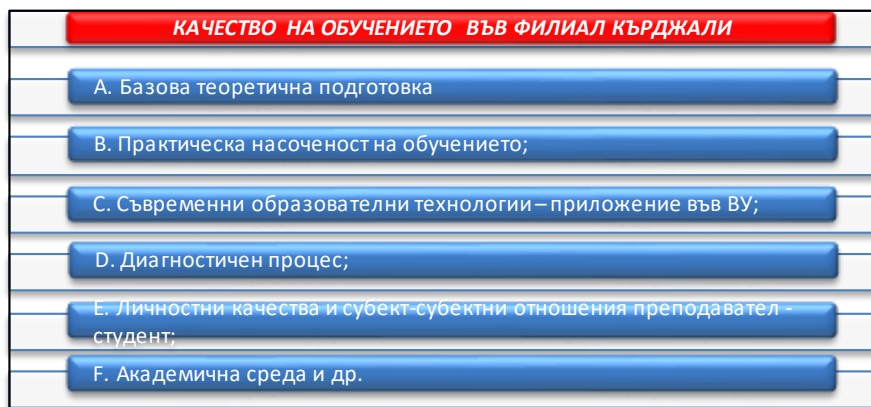 КАЧЕСТВО НА ОБУЧЕНИЕТО ВЪВ ФИЛИАЛ КЪРДЖАЛИ
А. Базова теоретична подготовка
В. Практическа насоченост на обучението;
С. Съвременни образователни технологии – приложение във ВУ;
D. Диагностичен процес;
Е. Личностни качества и субект-субектни отношения преподавател -
студент;
F. Академична среда и др.